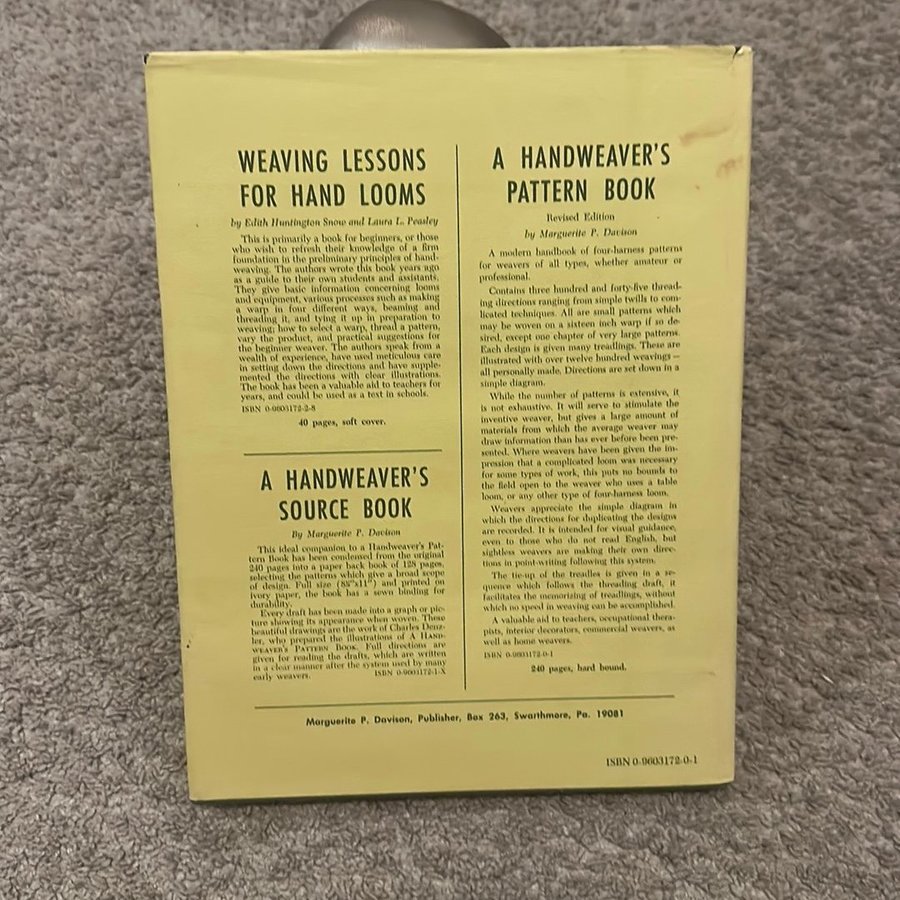 WEAVING LESSONS
FOR HAND LOOMS
by Edith Huntington Snow and Laura L. Peasley
This is primarily a book for beginners, or those
who wish to refresh their knowledge of a firm
foundation in the preliminary principles of hand-
weaving. The authors wrote this book years ago
as a guide to their own students and assistants.
They give basic information concerning looms
and equipment, various processes such as making
a warp in four different ways, beaming and
threading it, and tying it up in preparation to
weaving; how to select a warp, thread a pattern,
vary the product, and practical suggestions for
the beginner weaver. The authors speak from a
wealth of experience, have used meticulous care
in setting down the directions and have supple-
mented the directions with clear illustrations.
The book has been a valuable aid to teachers for
years, and could be used as a text in schools.
ISBN 0-9603172-2-8
40 pages, soft cover.
A HANDWEAVER'S
SOURCE BOOK
By Marguerite P. Davison
This ideal companion to a Handweaver's Pat-
tern Book has been condensed from the original
240 pages into a paper back book of 128 pages,
selecting the patterns which give a broad scope
of design. Full size (8½"x11") and printed on
ivory paper, the book has a sewn binding for
durability.
Every draft has been made into a graph or pic-
ture showing its appearance when woven. These
beautiful drawings are the work of Charles Denz-
ler, who prepared the illustrations of A HAND-
WEAVER'S PATTERN BOOK. Full directions are
given for reading the drafts, which are written
in a clear manner after the system used by many
early weavers. ISBN 0-9603172-1-X
A HANDWEAVER'S
PATTERN BOOK
Revised Edition
by Marguerite P. Davison
A modern handbook of four-harness patterns
for weavers of all types, whether amateur or
professional.
Contains three hundred and forty-five thread-
ing directions ranging from simple twills to com-
plicated techniques. All are small patterns which
may be woven on a sixteen inch warp if so de-
sired, except one chapter of very large patterns.
Each design is given many treadlings. These are
illustrated with over twelve hundred weavings —
all personally made. Directions are set down in a
simple diagram.
While the number of patterns is extensive, it
is not exhaustive. It will serve to stimulate the
inventive weaver, but gives a large amount of
materials from which the average weaver may
draw information than has ever before been pre-
sented. Where weavers have been given the im-
pression that a complicated loom was necessary
for some types of work, this puts no bounds to
the field open to the weaver who uses a table
loom, or any other type of four-harness loom.
Weavers appreciate the simple diagram in
which the directions for duplicating the designs
are recorded. It is intended for visual guidance,
even to those who do not read English, but
sightless weavers are making their own direc-
tions in point-writing following this system.
The tie-up of the treadles is given in a se-
quence which follows the threading draft, it
facilitates the memorizing of treadlings, without
which no speed in weaving can be accomplished.
A valuable aid to teachers, occupational thera-
pists, interior decorators, commercial weavers, as
well as home weavers.
ISBN 0-9603172-0-1
240 pages, hard bound.
Marguerite P. Davison, Publisher, Box 263, Swarthmore, Pa. 19081
ISBN 0-9603172-0-1